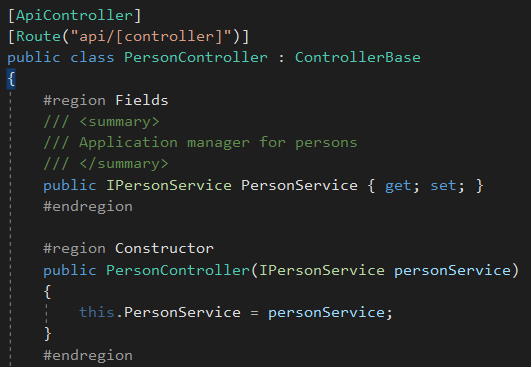 [ApiController]
[Route("api/[controller]")]
public class PersonController : ControllerBase
{
#region Fields
/// <summary>
/// Application manager for persons
/// </summary>
public IPersonService PersonService { get; set; }
#endregion
#region Constructor
public PersonController(IPersonService personService)
{
this.PersonService = personService;
}
#endregion